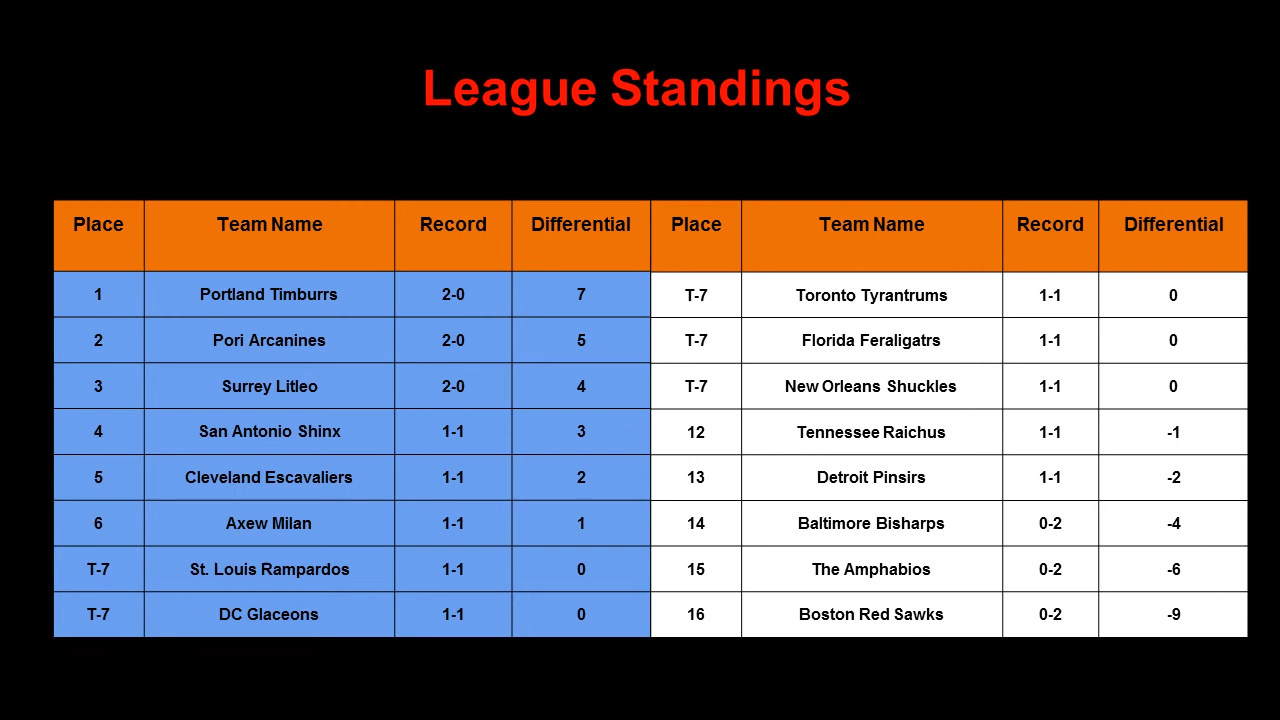 League Standings
Place Team Name Record Differential Place Team Name Record Differential
1 Portland Timburrs 2-0 7 T-7 Toronto Tyrantrums 1-1 0
2 Pori Arcanines 2-0 5 T-7 Florida Feraligatrs 1-1 0
3 Surrey Litleo 2-0 4 T-7 New Orleans Shuckles 1-1 0
4 San Antonio Shinx 1-1 3 12 Tennessee Raichus 1-1 -1
5 Cleveland Escavaliers 1-1 2 13 Detroit Pinsirs 1-1 -2
6 Axew Milan 1-1 1 14 Baltimore Bisharps 0-2 -4
T-7 St. Louis Rampardos 1-1 0 15 The Amphabios 0-2 -6
T-7 DC Glaceons 1-1 0 16 Boston Red Sawks 0-2 -9